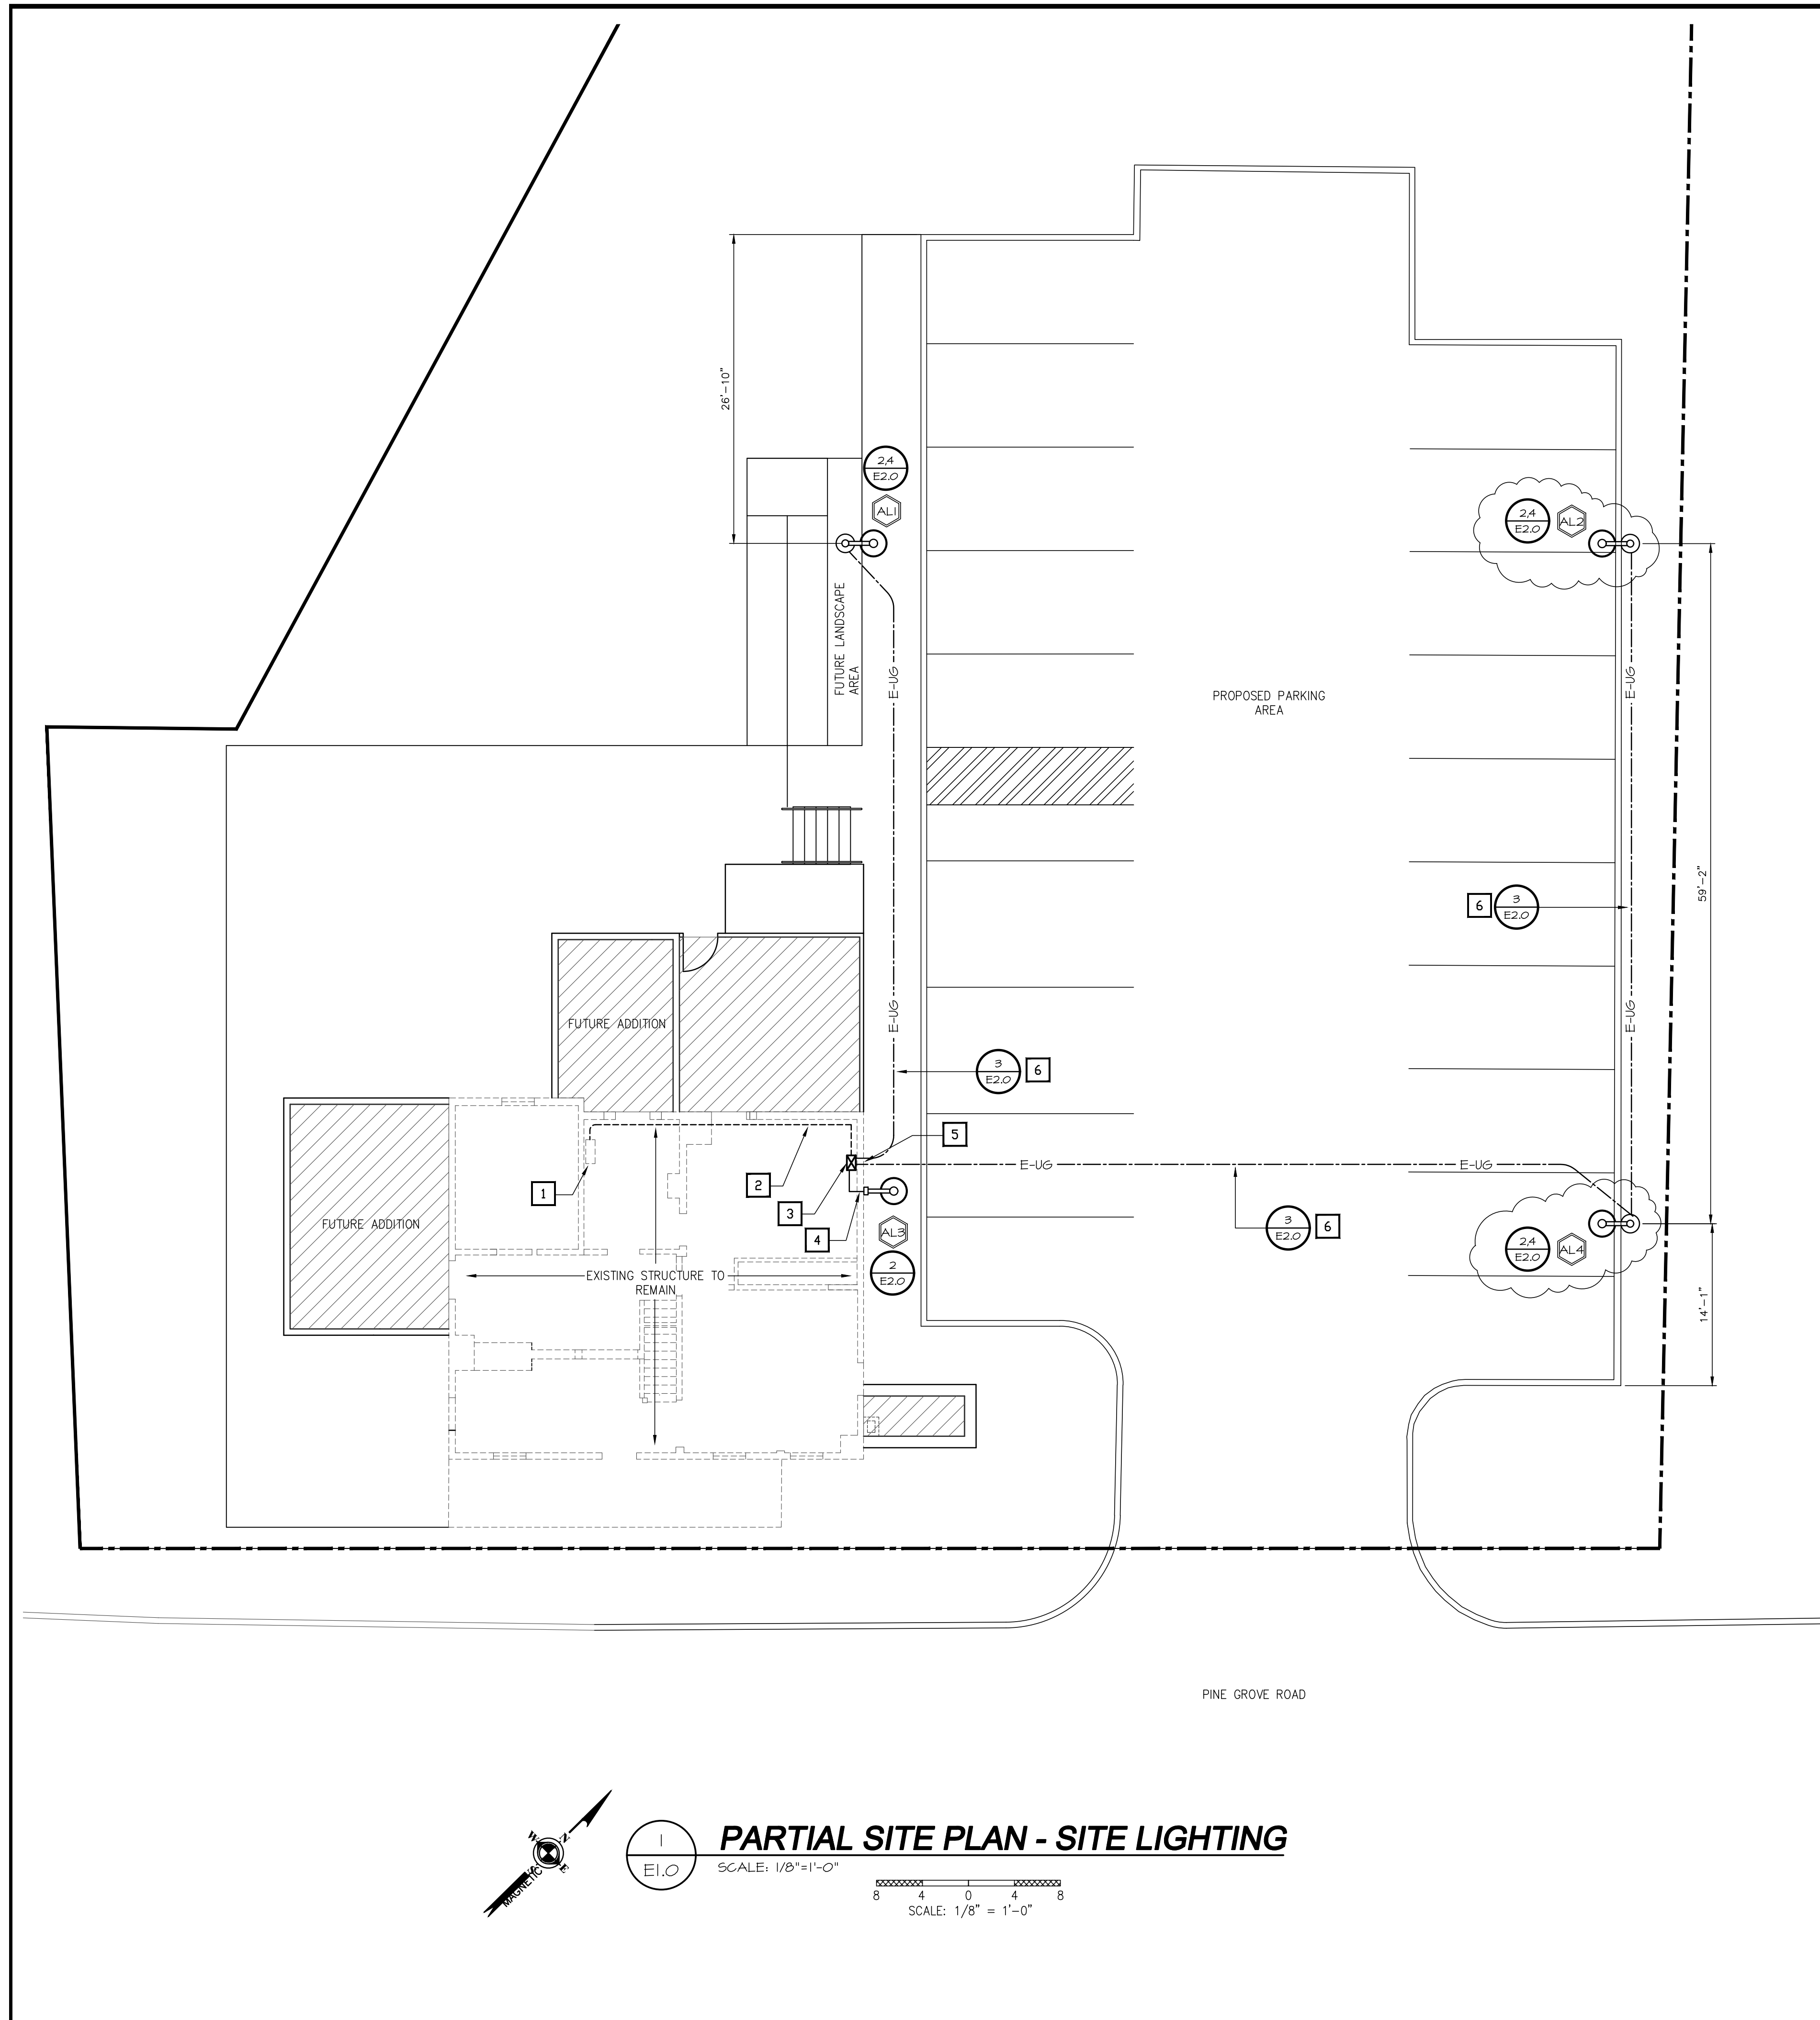 26'-10"
2,4
E2.0
AL1
2,4
E2.0
AL2
FUTURE LANDSCAPE
AREA
E-UG
E-UG
PROPOSED PARKING
AREA
59'-2"
6
3
E2.0
E-UG
E-UG
FUTURE ADDITION
3
E2.0
6
5
E-UG
E-UG
1
2
3
4
FUTURE ADDITION
AL3
2
E2.0
3
E2.0
6
2,4
E2.0
AL4
EXISTING STRUCTURE TO
REMAIN
14'-1"
PINE GROVE ROAD
W
N
S
E
MAGNETIC
1
E1.0
PARTIAL SITE PLAN - SITE LIGHTING
SCALE: 1/8"=1'-0"
8 4 0 4 8
SCALE: 1/8" = 1'-0"